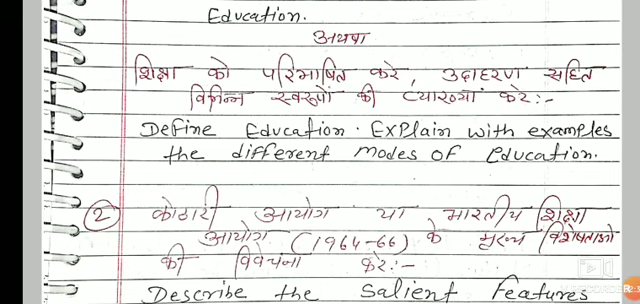 Education.
अथवा
शिक्षा को परिभाषित करे, उदाहरण सहित
विभिन्न स्वरूपों की व्याख्या करे:-
Define Education. Explain with examples
the different modes of Education.
② कोठारी आयोग या भारतीय शिक्षा
आयोग (1964-66) के मुख्य विशेषताओ
की विवेचना करे:-
Describe the Salient Features